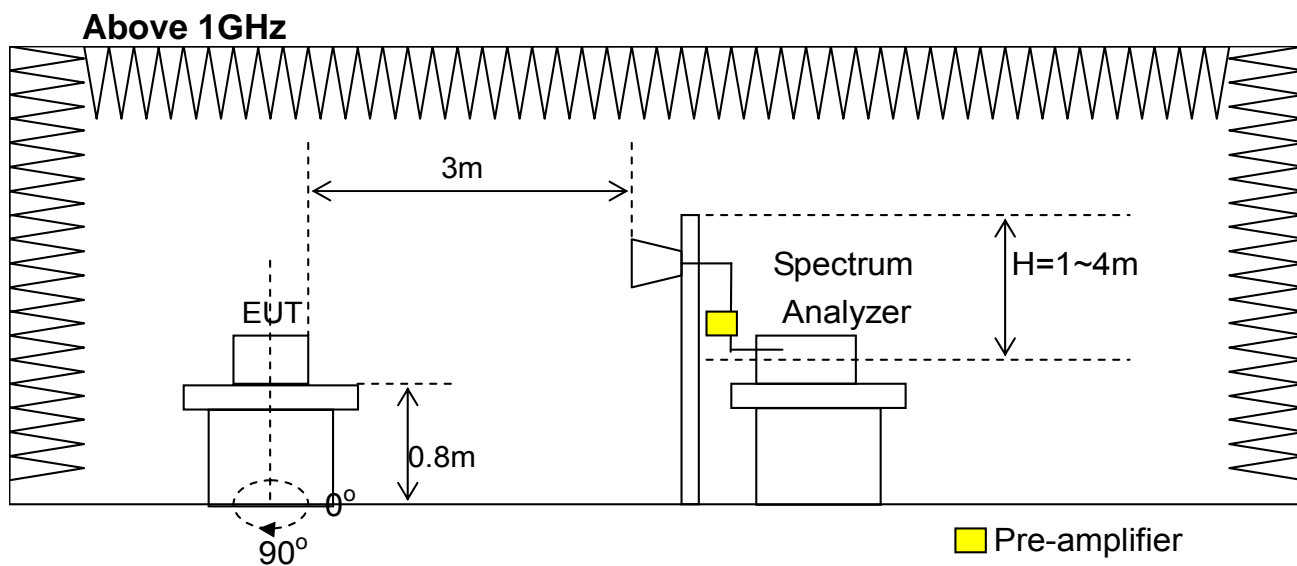 Above 1GHz
3m
Spectrum
Analyzer
H=1~4m
EUT
0.8m
0°
90°
Pre-amplifier